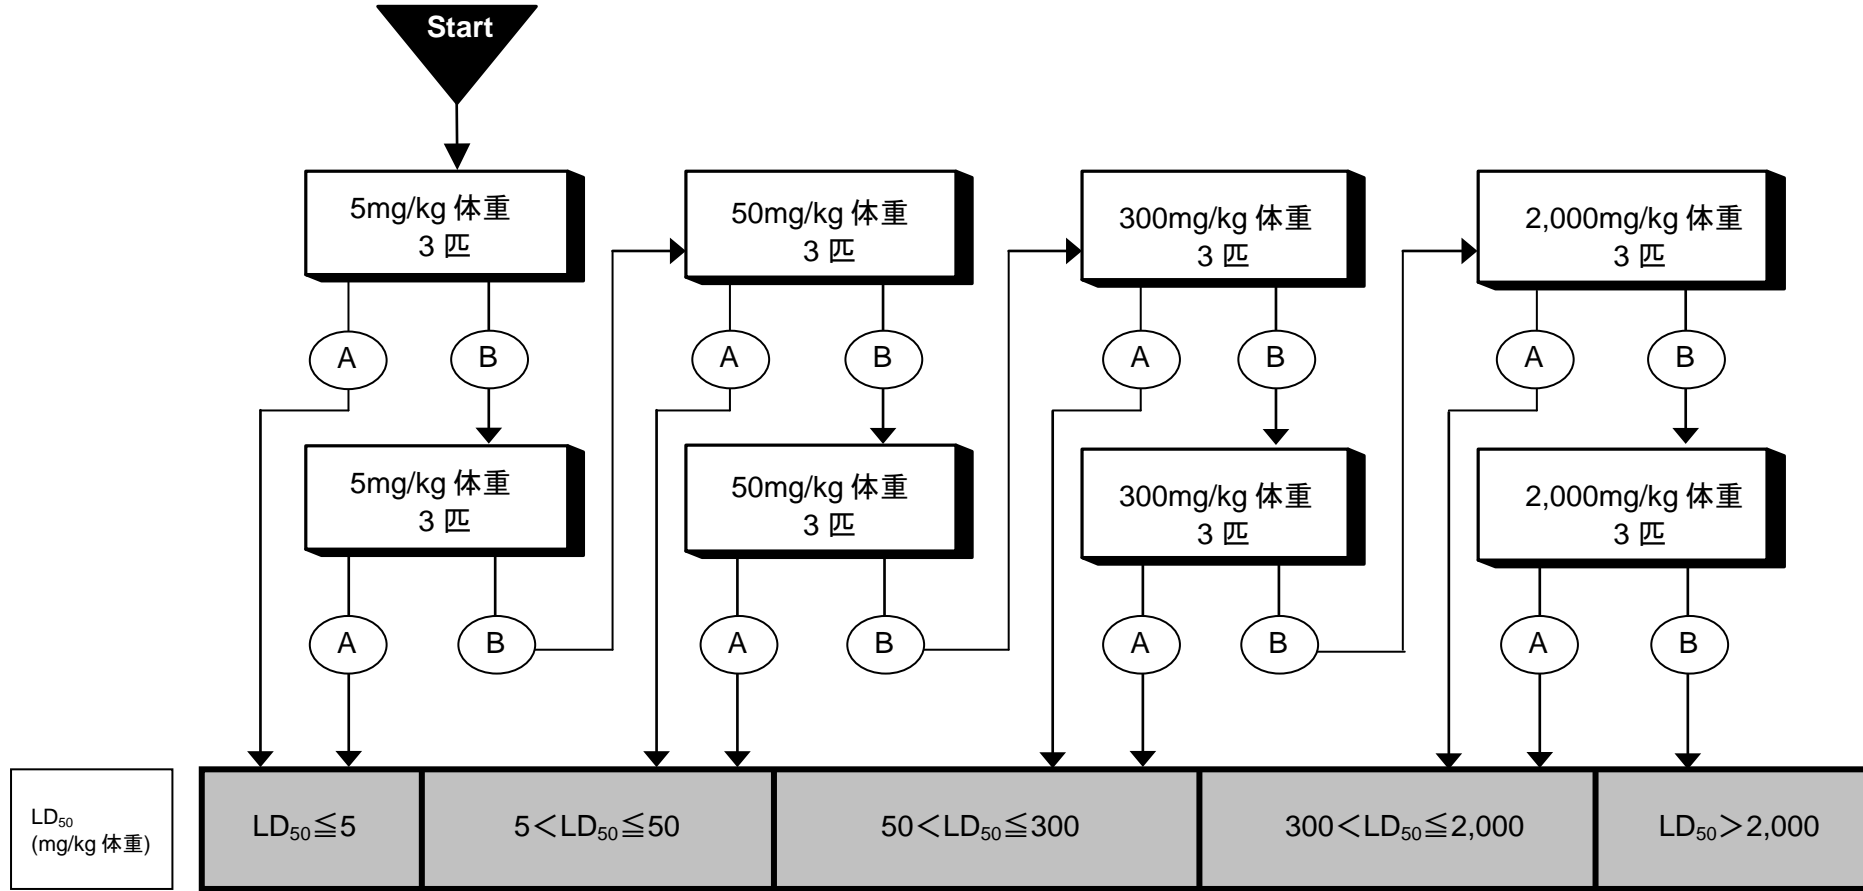 Start
5mg/kg 体重
3 匹
50mg/kg 体重
3 匹
300mg/kg 体重
3 匹
2,000mg/kg 体重
3 匹
A
B
A
B
A
B
A
B
5mg/kg 体重
3 匹
50mg/kg 体重
3 匹
300mg/kg 体重
3 匹
2,000mg/kg 体重
3 匹
A
B
A
B
A
B
A
B
LD₅₀
(mg/kg 体重)
LD₅₀≦5
5＜LD₅₀≦50
50＜LD₅₀≦300
300＜LD₅₀≦2,000
LD₅₀＞2,000